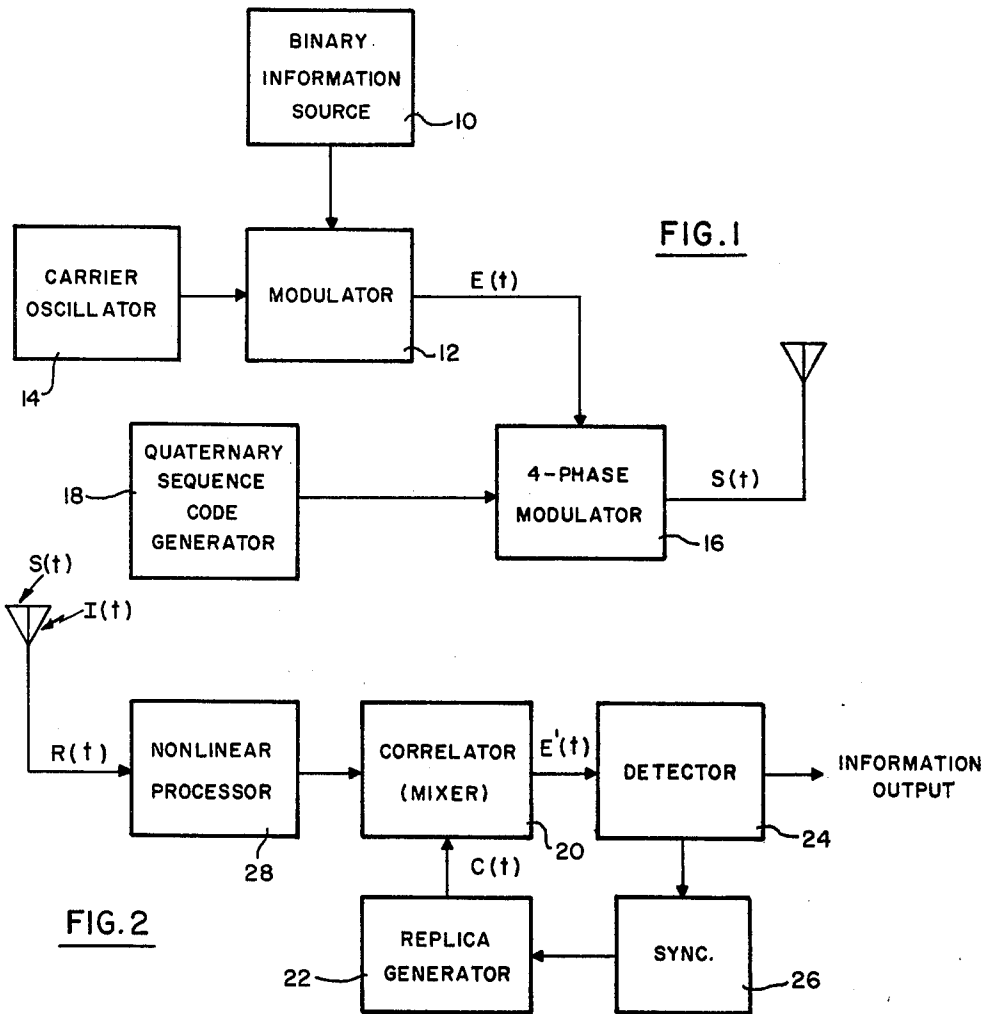 BINARY
INFORMATION
SOURCE
10
FIG.1
CARRIER
OSCILLATOR
14
MODULATOR
12
E(t)
QUATERNARY
SEQUENCE
CODE
GENERATOR
18
4-PHASE
MODULATOR
16
S(t)
S(t)
I(t)
R(t)
NONLINEAR
PROCESSOR
28
CORRELATOR
(MIXER)
20
E'(t)
DETECTOR
24
INFORMATION
OUTPUT
C(t)
FIG.2
REPLICA
GENERATOR
22
SYNC.
26